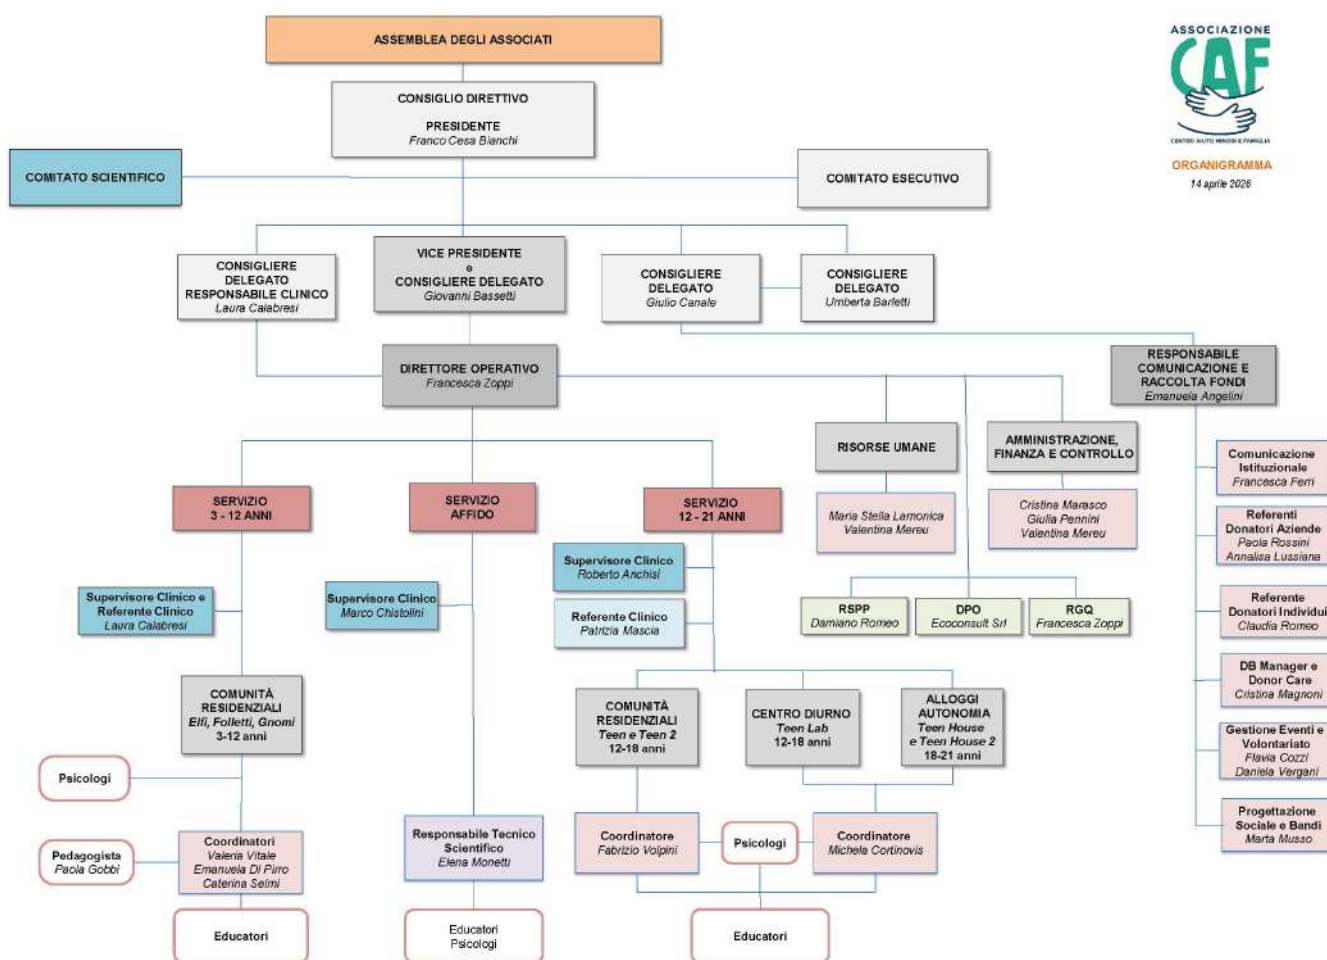 ASSEMBLEA DEGLI ASSOCIATI
ASSOCIAZIONE
CAF
CENTRO AIUTO MINORI E FAMIGLIA
ORGANIGRAMMA
14 aprile 2026
CONSIGLIO DIRETTIVO
PRESIDENTE
Franco Cesa Bianchi
COMITATO SCIENTIFICO
COMITATO ESECUTIVO
CONSIGLIERE
DELEGATO
RESPONSABILE CLINICO
Laura Calabresi
VICE PRESIDENTE
e
CONSIGLIERE DELEGATO
Giovanni Bassetti
CONSIGLIERE
DELEGATO
Giulio Canale
CONSIGLIERE
DELEGATO
Umberta Barletti
DIRETTORE OPERATIVO
Francesca Zoppi
RESPONSABILE
COMUNICAZIONE E
RACCOLTA FONDI
Emanuela Angelini
RISORSE UMANE
Maria Stella Lamonica
Valentina Mereu
AMMINISTRAZIONE,
FINANZA E CONTROLLO
Cristina Marasco
Giulia Pennini
Valentina Mereu
RSPP
Damiano Romeo
DPO
Ecoconsult Srl
RGQ
Francesca Zoppi
Comunicazione
Istituzionale
Francesca Ferri
Referenti
Donatori Aziende
Paola Rossini
Annalisa Lussiana
Referente
Donatori Individui
Claudia Romeo
DB Manager e
Donor Care
Cristina Magnoni
Gestione Eventi e
Volontariato
Flavia Cozzi
Daniela Vergani
Progettazione
Sociale e Bandi
Marta Musso
SERVIZIO
3 - 12 ANNI
Supervisore Clinico e
Referente Clinico
Laura Calabresi
COMUNITÀ
RESIDENZIALI
Elfi, Folletti, Gnomi
3-12 anni
Psicologi
Pedagogista
Paola Gobbi
Coordinatori
Valeria Vitale
Emanuela Di Pirro
Caterina Selmi
Educatori
SERVIZIO
AFFIDO
Supervisore Clinico
Marco Chistolini
Responsabile Tecnico
Scientifico
Elena Monetti
Educatori
Psicologi
SERVIZIO
12 - 21 ANNI
Supervisore Clinico
Roberto Anchisi
Referente Clinico
Patrizia Mascia
COMUNITÀ
RESIDENZIALI
Teen e Teen 2
12-18 anni
CENTRO DIURNO
Teen Lab
12-18 anni
ALLOGGI
AUTONOMIA
Teen House
e Teen House 2
18-21 anni
Coordinatore
Fabrizio Volpini
Psicologi
Coordinatore
Michela Cortinovis
Educatori